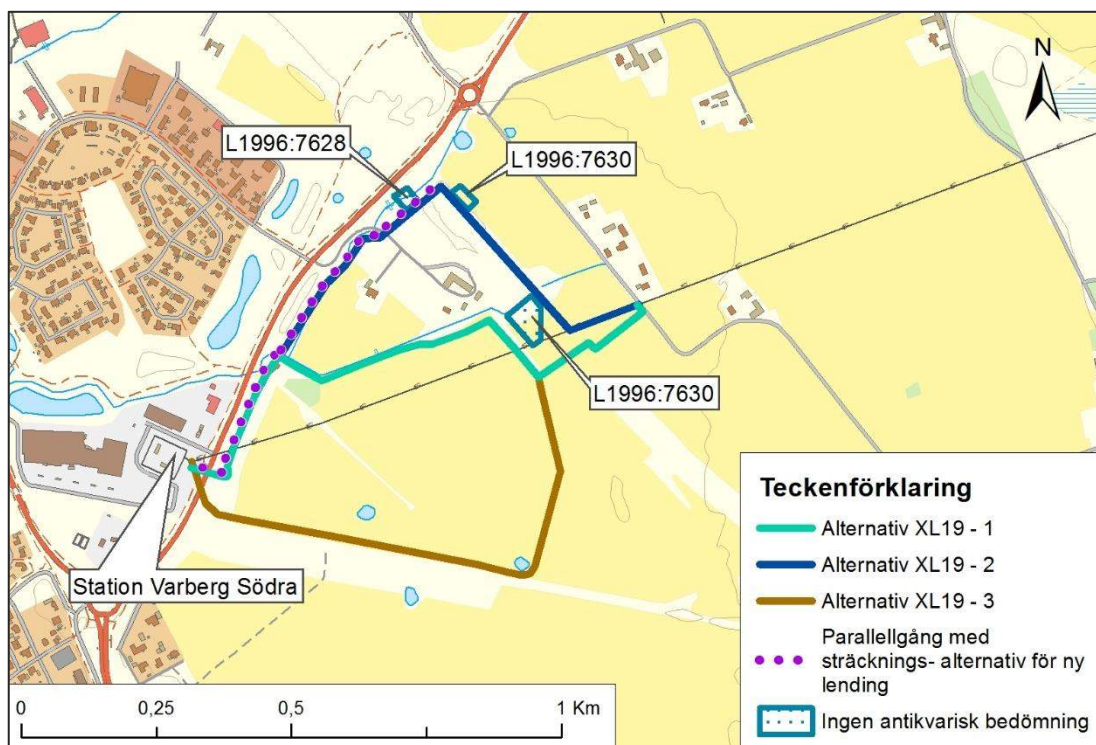 L1996:7628
L1996:7630
N
L1996:7630
Station Varberg Södra
Teckenförklaring
Alternativ XL19 - 1
Alternativ XL19 - 2
Alternativ XL19 - 3
Parallellgång med
sträcknings- alternativ för ny
lending
Ingen antikvarisk bedömning
0 0,25 0,5 1 Km